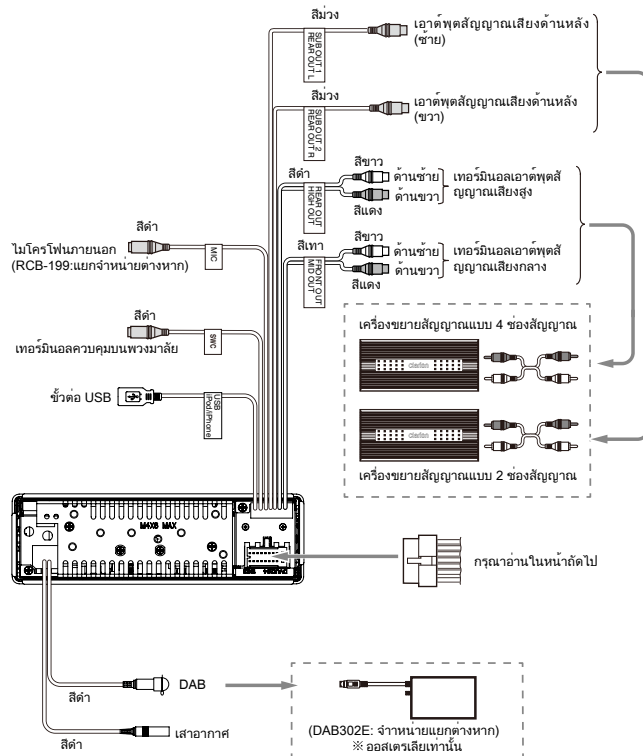 สีม่วง
SUB OUT 1
REAR OUT L
เอาต์พุตสัญญาณเสียงด้านหลัง
(ซ้าย)
สีม่วง
SUB OUT 2
REAR OUT R
เอาต์พุตสัญญาณเสียงด้านหลัง
(ขวา)
สีดำ
REAR OUT
HIGH OUT
สีขาว
ด้านซ้าย
ด้านขวา
สีแดง
เทอร์มินอลเอาต์พุตสั
ญญาณเสียงสูง
สีเทา
FRONT OUT
MID OUT
สีขาว
ด้านซ้าย
ด้านขวา
สีแดง
เทอร์มินอลเอาต์พุตสั
ญญาณเสียงกลาง
สีดำ
ไมโครโฟนภายนอก
(RCB-199:แยกจำหน่ายต่างหาก)
MIC
สีดำ
เทอร์มินอลควบคุมบนพวงมาลัย
SWC
ขั้วต่อ USB
USB
iPod/iPhone
เครื่องขยายสัญญาณแบบ 4 ช่องสัญญาณ
clarion
clarion
เครื่องขยายสัญญาณแบบ 2 ช่องสัญญาณ
M4X6 MAX
กรุณาอ่านในหน้าถัดไป
สีดำ
DAB
(DAB302E: จำาหน่ายแยกต่างหาก)
※ ออสเตรเลียเท่านั้น
สีดำ
เสาอากาศ